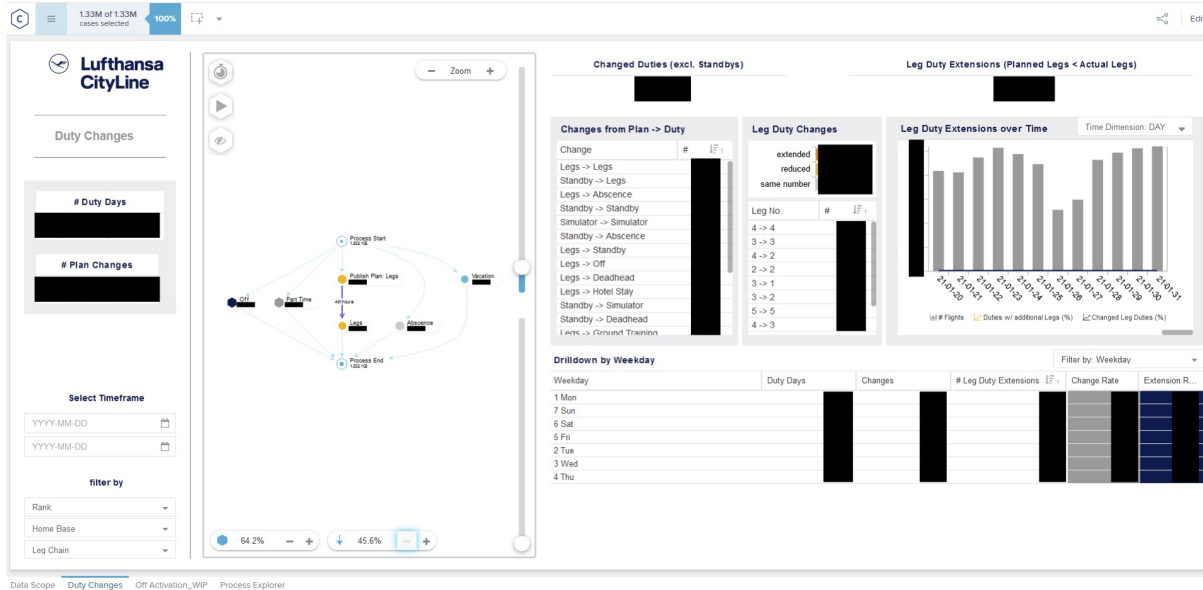 C
1.33M of 1.33M
cases selected
100%
Lufthansa
CityLine
Duty Changes
# Duty Days
# Plan Changes
Select Timeframe
YYYY-MM-DD
YYYY-MM-DD
filter by
Rank
Home Base
Leg Chain
− Zoom +
Process Start
Publish Plan: Legs
Vacation
Off
Part Time
Legs
Abscence
Process End
64.2% − +
45.6% − +
Changed Duties (excl. Standbys)
Leg Duty Extensions (Planned Legs < Actual Legs)
Changes from Plan -> Duty
Change #
Legs -> Legs
Standby -> Legs
Legs -> Abscence
Standby -> Standby
Simulator -> Simulator
Standby -> Abscence
Legs -> Standby
Legs -> Off
Legs -> Deadhead
Legs -> Hotel Stay
Standby -> Simulator
Standby -> Deadhead
Legs -> Ground Training
Leg Duty Changes
extended
reduced
same number
Leg No. #
4 -> 4
3 -> 3
4 -> 2
2 -> 2
3 -> 1
3 -> 2
5 -> 5
4 -> 3
Leg Duty Extensions over Time
Time Dimension: DAY
21-01-20 21-01-21 21-01-22 21-01-23 21-01-24 21-01-25 21-01-26 21-01-27 21-01-28 21-01-29 21-01-30 21-01-31
# Flights Duties w/ additional Legs (%) Changed Leg Duties (%)
Drilldown by Weekday
Filter by: Weekday
Weekday Duty Days Changes # Leg Duty Extensions Change Rate Extension R...
1 Mon
7 Sun
6 Sat
5 Fri
2 Tue
3 Wed
4 Thu
Data Scope Duty Changes Off Activation_WIP Process Explorer